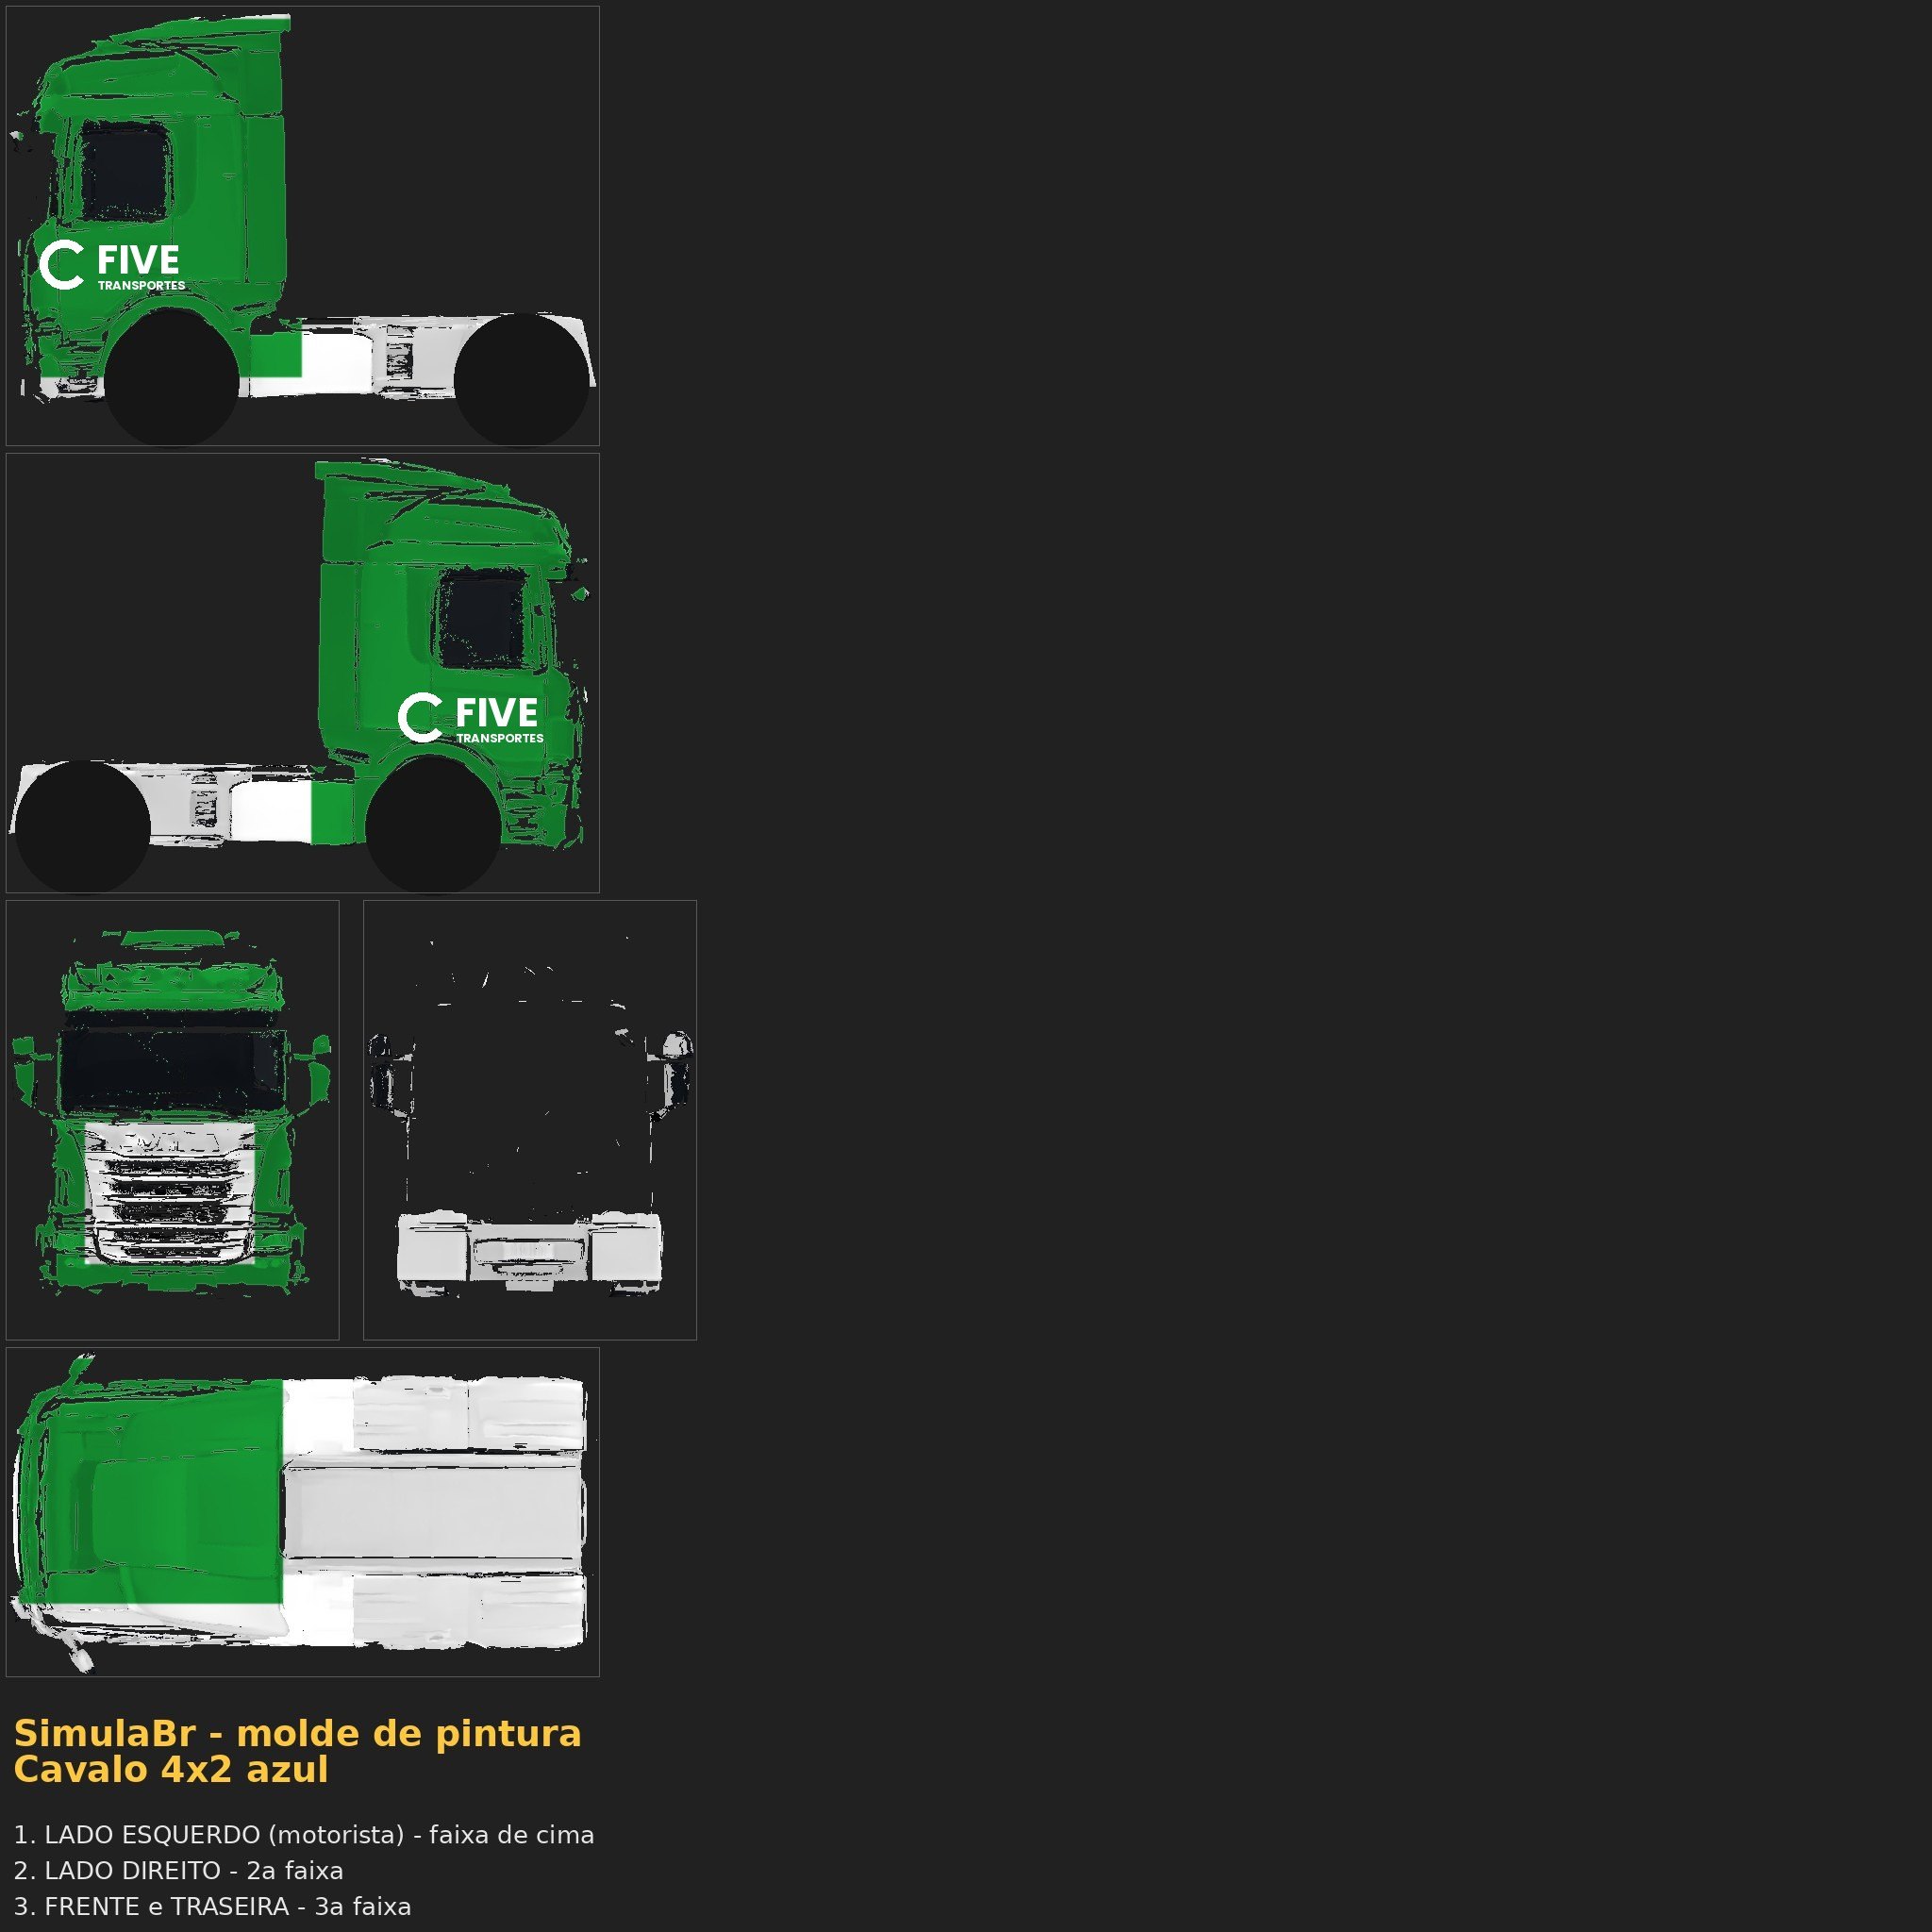 FIVE
TRANSPORTES
FIVE
TRANSPORTES
SimulaBr - molde de pintura
Cavalo 4x2 azul
1. LADO ESQUERDO (motorista) - faixa de cima
2. LADO DIREITO - 2a faixa
3. FRENTE e TRASEIRA - 3a faixa